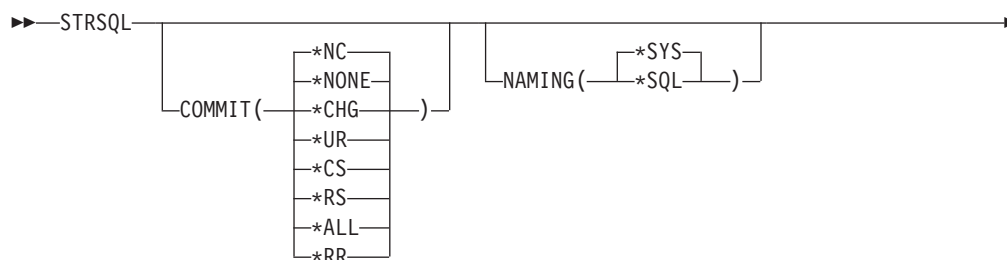 STRSQL
COMMIT( *NC )
*NONE
*CHG
*UR
*CS
*RS
*ALL
*RR
NAMING( *SYS )
*SQL